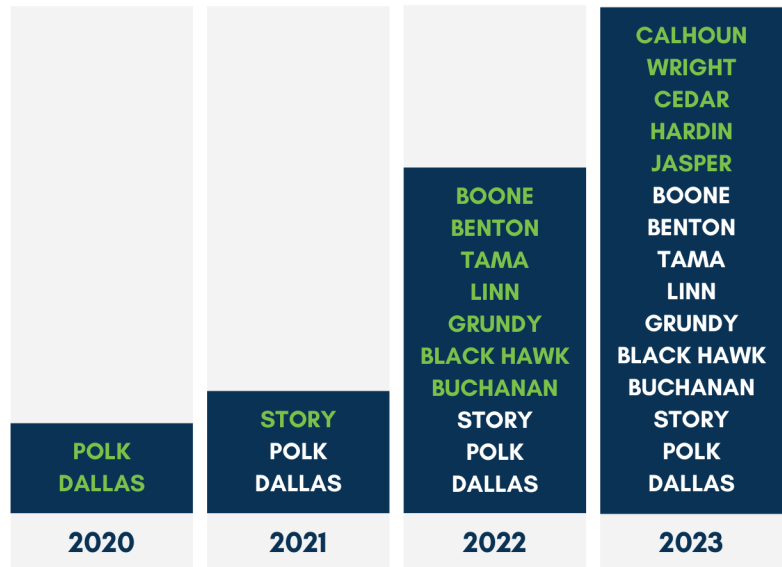 POLK
DALLAS
2020
STORY
POLK
DALLAS
2021
BOONE
BENTON
TAMA
LINN
GRUNDY
BLACK HAWK
BUCHANAN
STORY
POLK
DALLAS
2022
CALHOUN
WRIGHT
CEDAR
HARDIN
JASPER
BOONE
BENTON
TAMA
LINN
GRUNDY
BLACK HAWK
BUCHANAN
STORY
POLK
DALLAS
2023